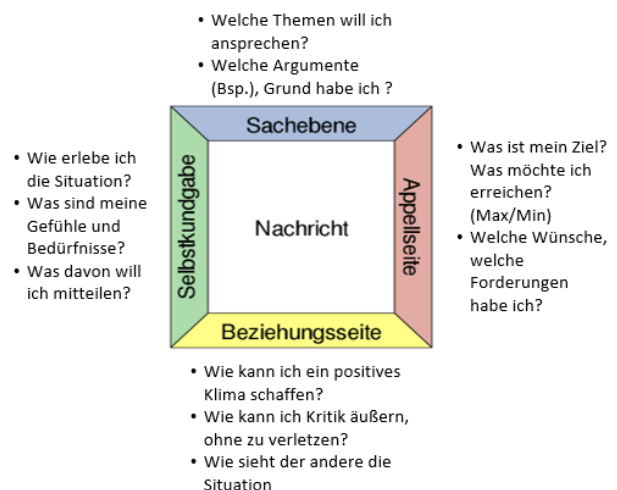 • Welche Themen will ich
ansprechen?
• Welche Argumente
(Bsp.), Grund habe ich ?
Sachebene
• Wie erlebe ich
die Situation?
• Was sind meine
Gefühle und
Bedürfnisse?
• Was davon will
ich mitteilen?
Selbstkundgabe
Nachricht
Appellseite
• Was ist mein Ziel?
Was möchte ich
erreichen?
(Max/Min)
• Welche Wünsche,
welche
Forderungen
habe ich?
Beziehungsseite
• Wie kann ich ein positives
Klima schaffen?
• Wie kann ich Kritik äußern,
ohne zu verletzen?
• Wie sieht der andere die
Situation